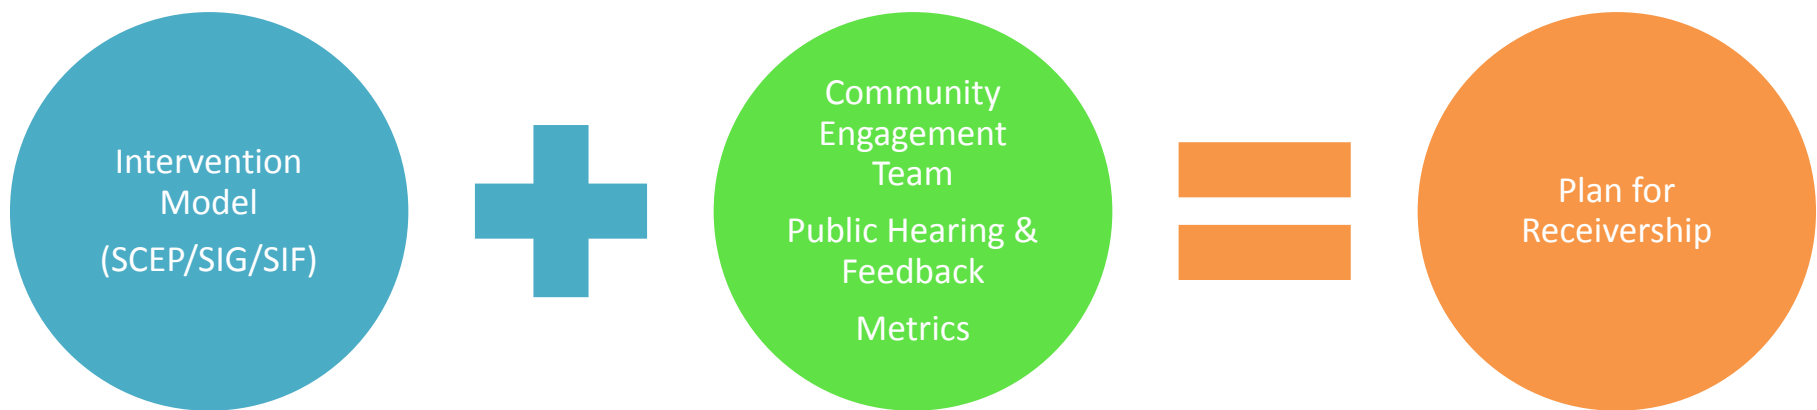 Intervention
Model
(SCEP/SIG/SIF)
Community
Engagement
Team
Public Hearing &
Feedback
Metrics
Plan for
Receivership